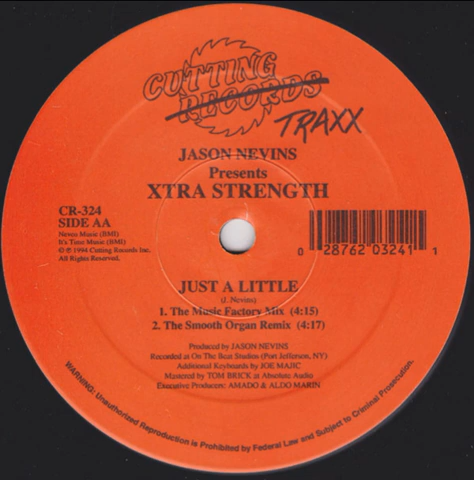 CUTTING
RECORDS
TRAXX
JASON NEVINS
Presents
XTRA STRENGTH
CR-324
SIDE AA
Nevco Music (BMI)
It's Time Music (BMI)
© ℗ 1994 Cutting Records Inc.
All Rights Reserved.
0 28762 03241 1
JUST A LITTLE
(J. Nevins)
1. The Music Factory Mix (4:15)
2. The Smooth Organ Remix (4:17)
Produced by JASON NEVINS
Recorded at On The Beat Studios (Port Jefferson, NY)
Additional Keyboards by JOE MAJIC
Mastered by TOM BRICK at Absolute Audio
Executive Producers: AMADO & ALDO MARIN
WARNING: Unauthorized Reproduction is Prohibited by Federal Law and Subject to Criminal Prosecution.